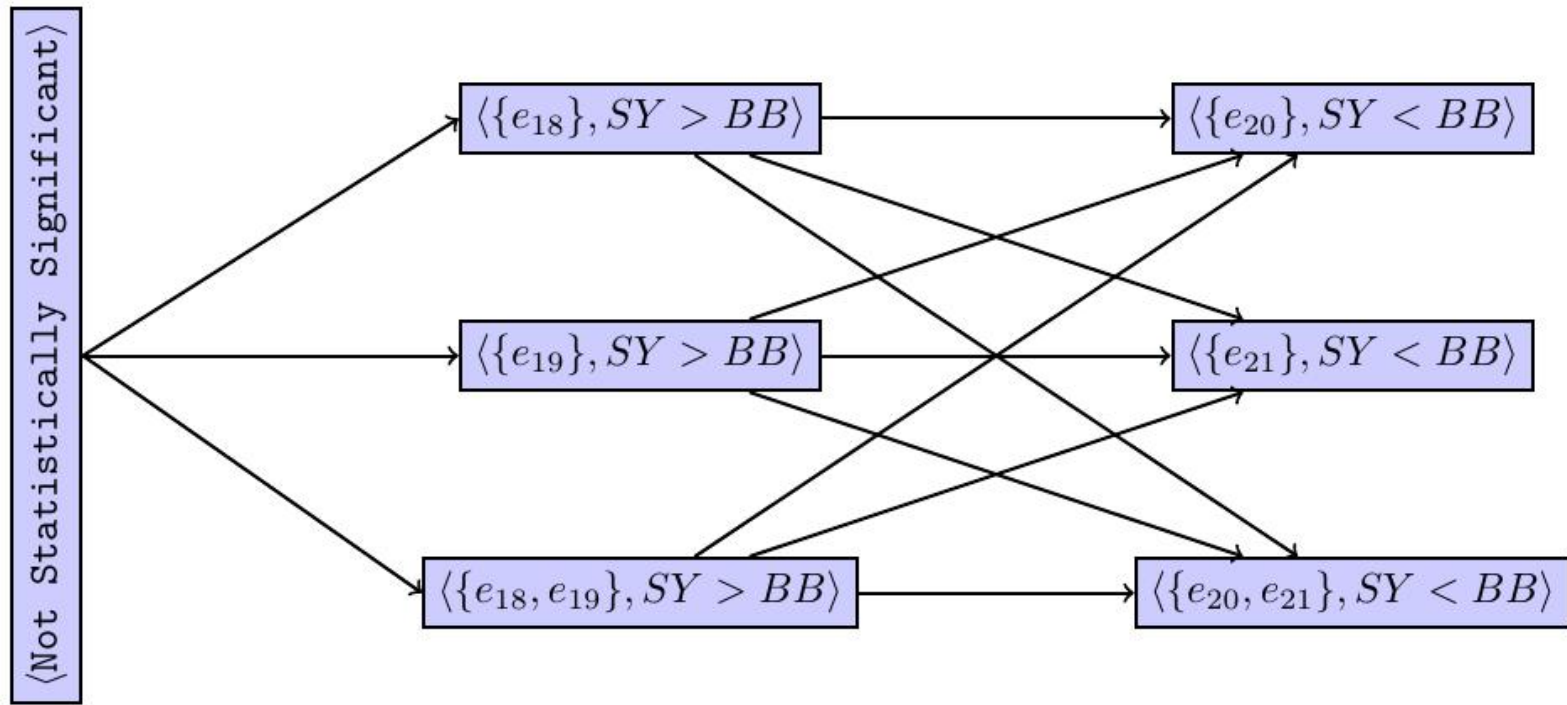 ⟨Not Statistically Significant⟩
⟨{e₁₈}, SY > BB⟩
⟨{e₂₀}, SY < BB⟩
⟨{e₁₉}, SY > BB⟩
⟨{e₂₁}, SY < BB⟩
⟨{e₁₈, e₁₉}, SY > BB⟩
⟨{e₂₀, e₂₁}, SY < BB⟩